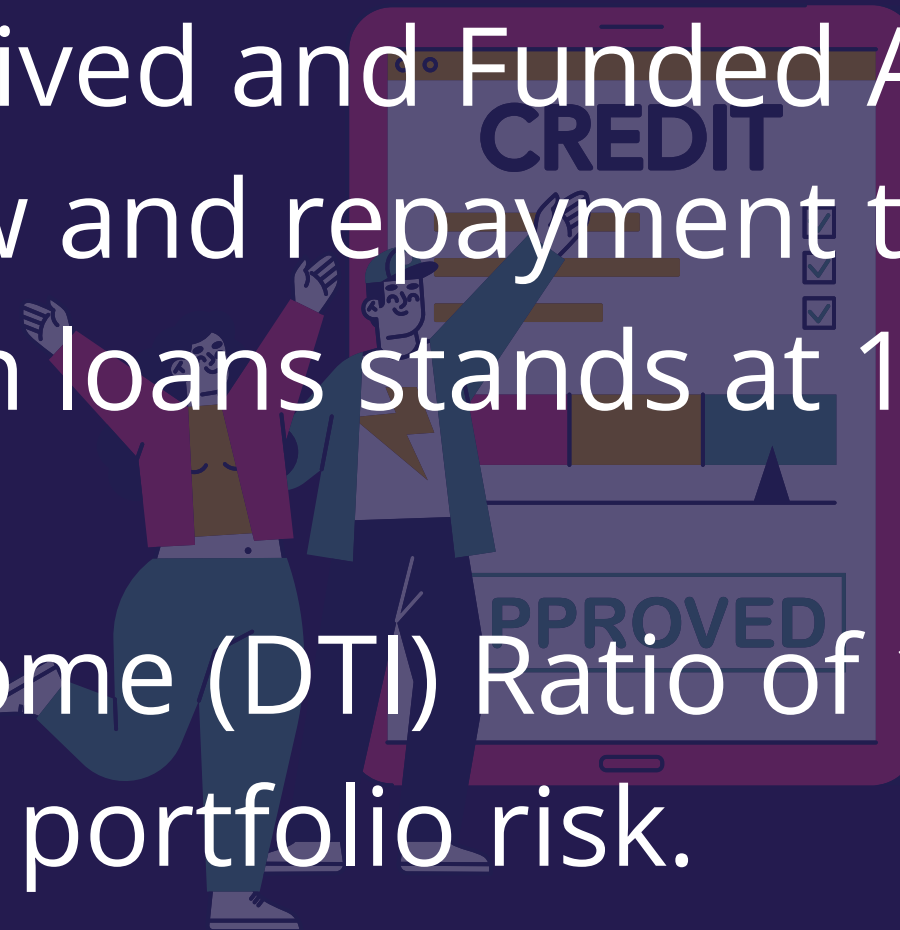 ived and Funded A
CREDIT
w and repayment t
n loans stands at 1
PPROVED
ome (DTI) Ratio of
portfolio risk.